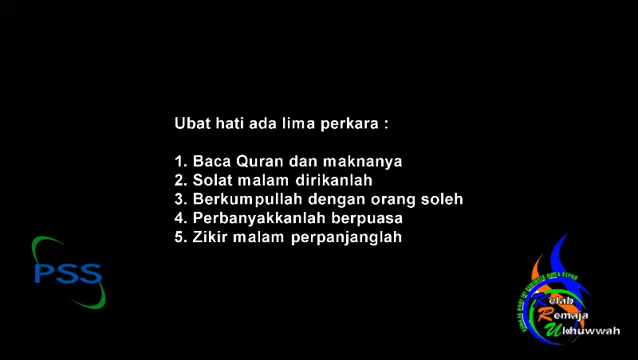 Ubat hati ada lima perkara :
1. Baca Quran dan maknanya
2. Solat malam dirikanlah
3. Berkumpullah dengan orang soleh
4. Perbanyakkanlah berpuasa
5. Zikir malam perpanjanglah
PSS
Kelab
Remaja
Ukhuwwah